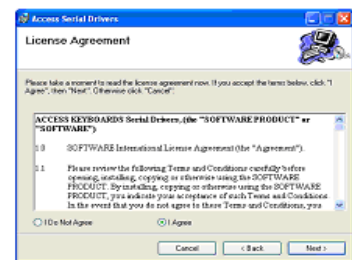 Access Serial Drivers
License Agreement
Please take a moment to read the license agreement now. If you accept the terms below, click "I
Agree", then "Next". Otherwise click "Cancel".
ACCESS KEYBOARDS Serial Drivers, (the "SOFTWARE PRODUCT" or
"SOFTWARE")
1.0 SOFTWARE International License Agreement (the "Agreement").
1.1 Please review the following Terms and Conditions carefully before
opening, installing, copying or otherwise using the SOFTWARE
PRODUCT. By installing, copying or otherwise using the SOFTWARE
PRODUCT, you indicate your acceptance of such Terms and Conditions.
In the event that you do not agree to these Terms and Conditions, you
I Do Not Agree
I Agree
Cancel
< Back
Next >